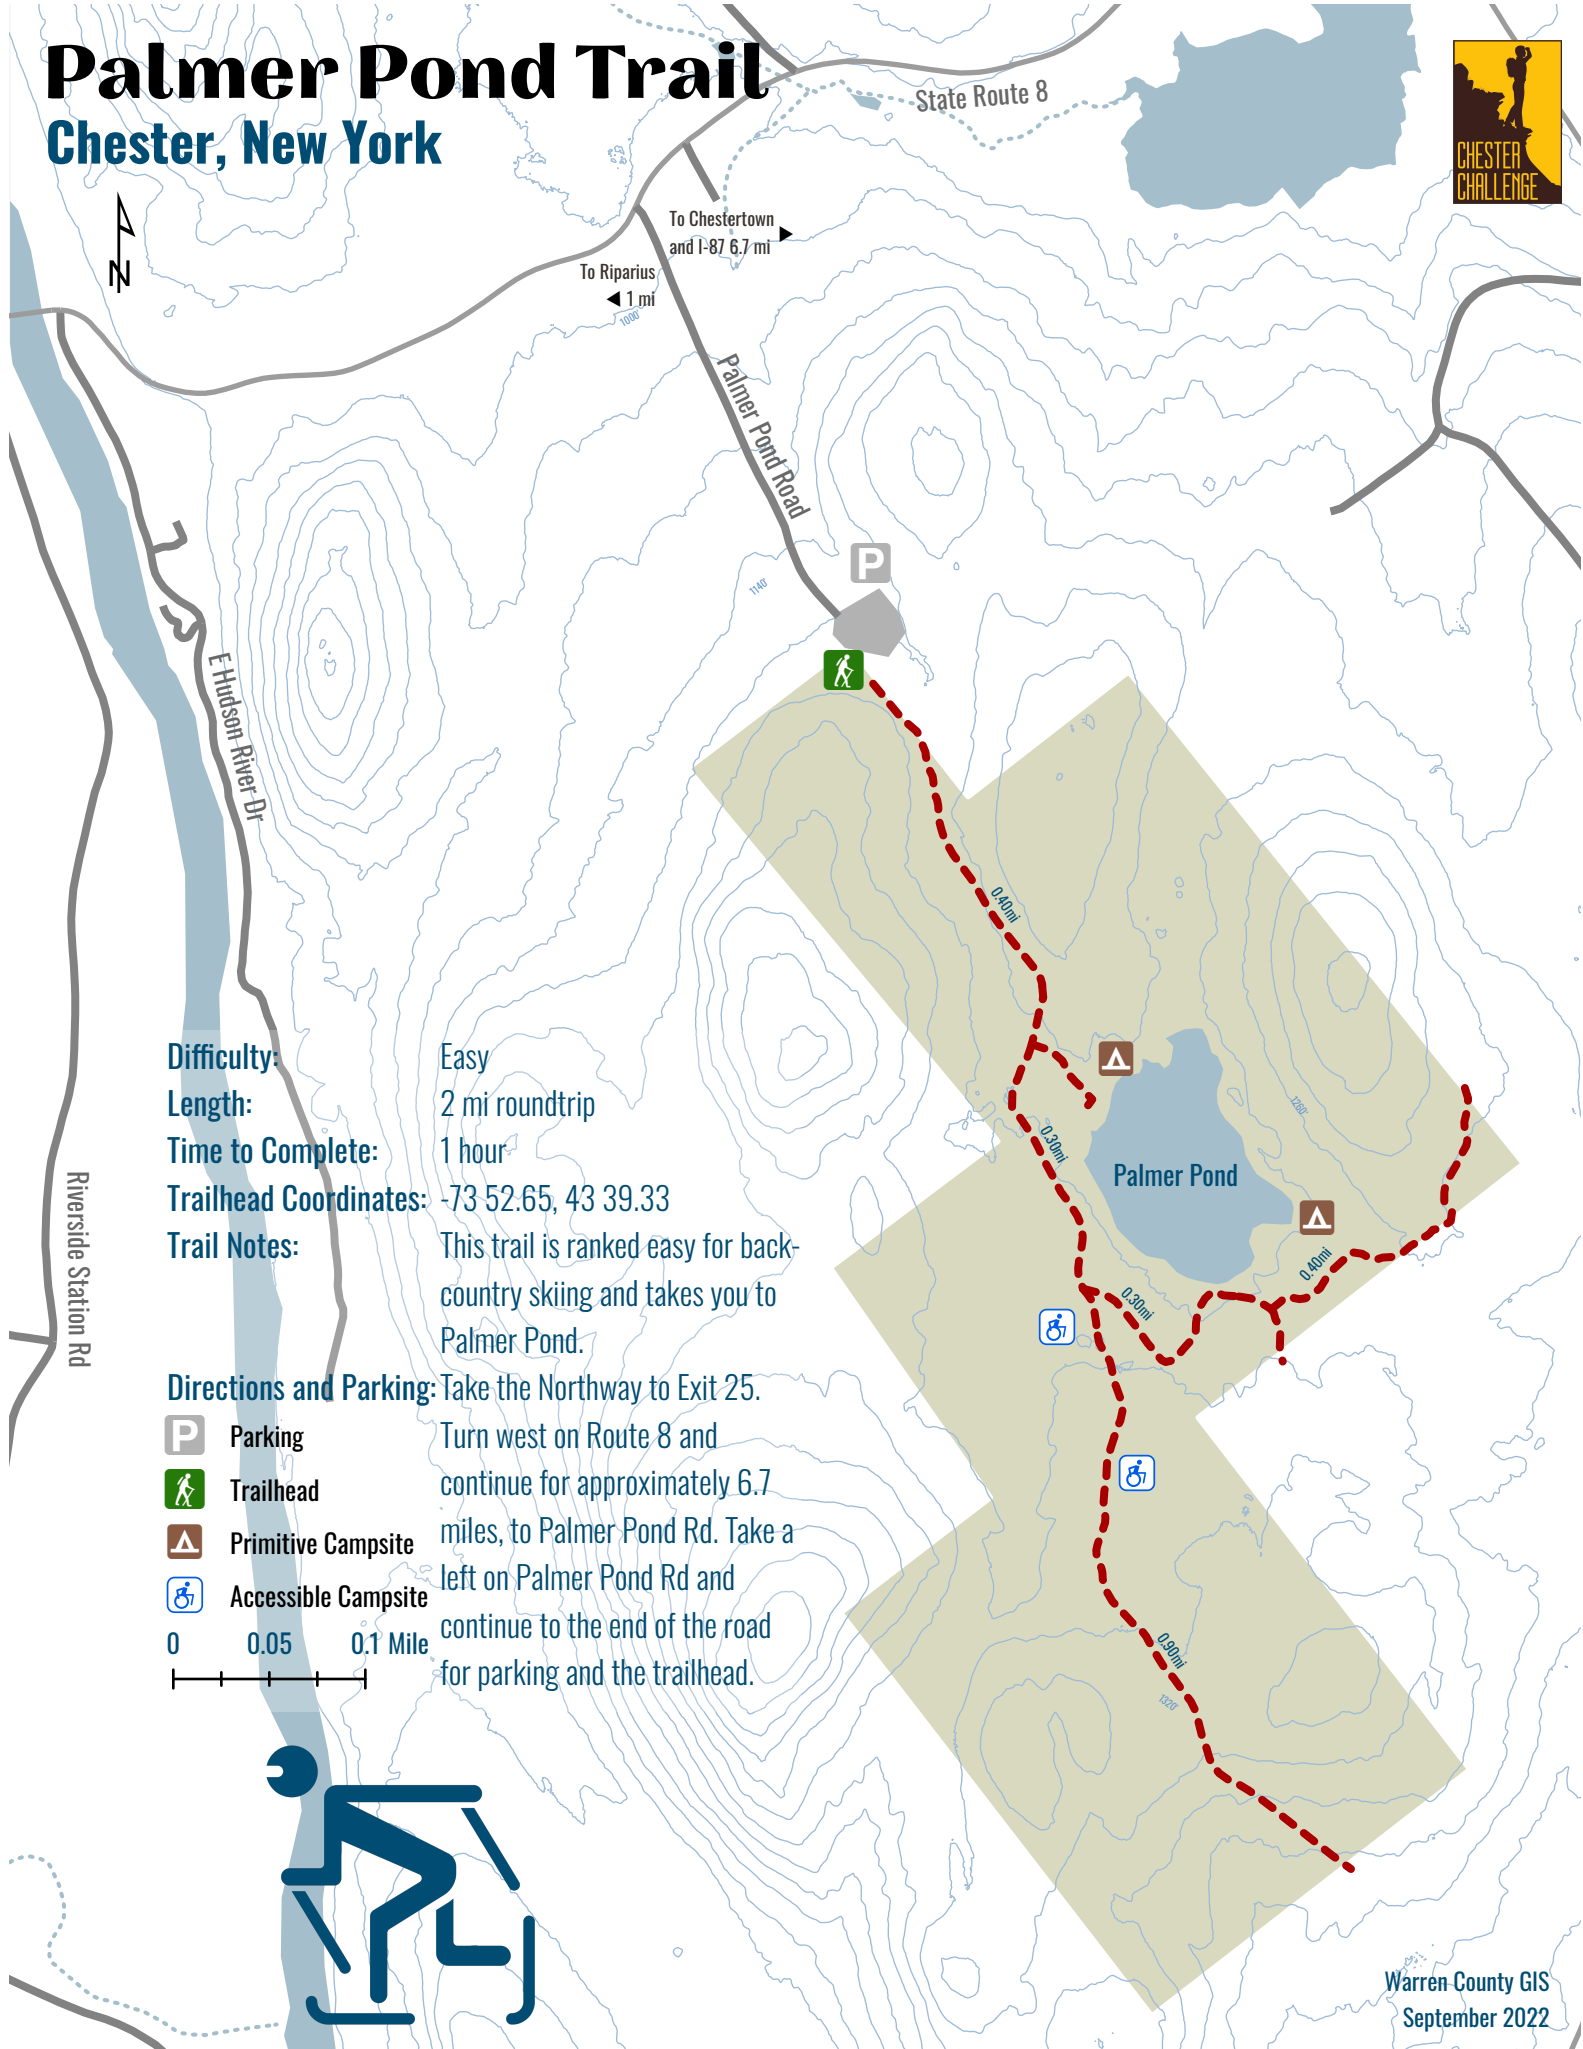 Palmer Pond Trail
Chester, New York
State Route 8
CHESTER
CHALLENGE
N
To Chestertown
and I-87 6.7 mi
To Riparius
1 mi
1000'
Palmer Pond Road
P
1140'
E Hudson River Dr
0.40mi
1260'
0.30mi
Palmer Pond
0.40mi
0.30mi
Riverside Station Rd
0.90mi
1320'
Difficulty: Easy
Length: 2 mi roundtrip
Time to Complete: 1 hour
Trailhead Coordinates: -73 52.65, 43 39.33
Trail Notes: This trail is ranked easy for back-
country skiing and takes you to
Palmer Pond.
Directions and Parking: Take the Northway to Exit 25.
Turn west on Route 8 and
continue for approximately 6.7
miles, to Palmer Pond Rd. Take a
left on Palmer Pond Rd and
continue to the end of the road
for parking and the trailhead.
P Parking
Trailhead
Primitive Campsite
Accessible Campsite
0 0.05 0.1 Mile
Warren County GIS
September 2022